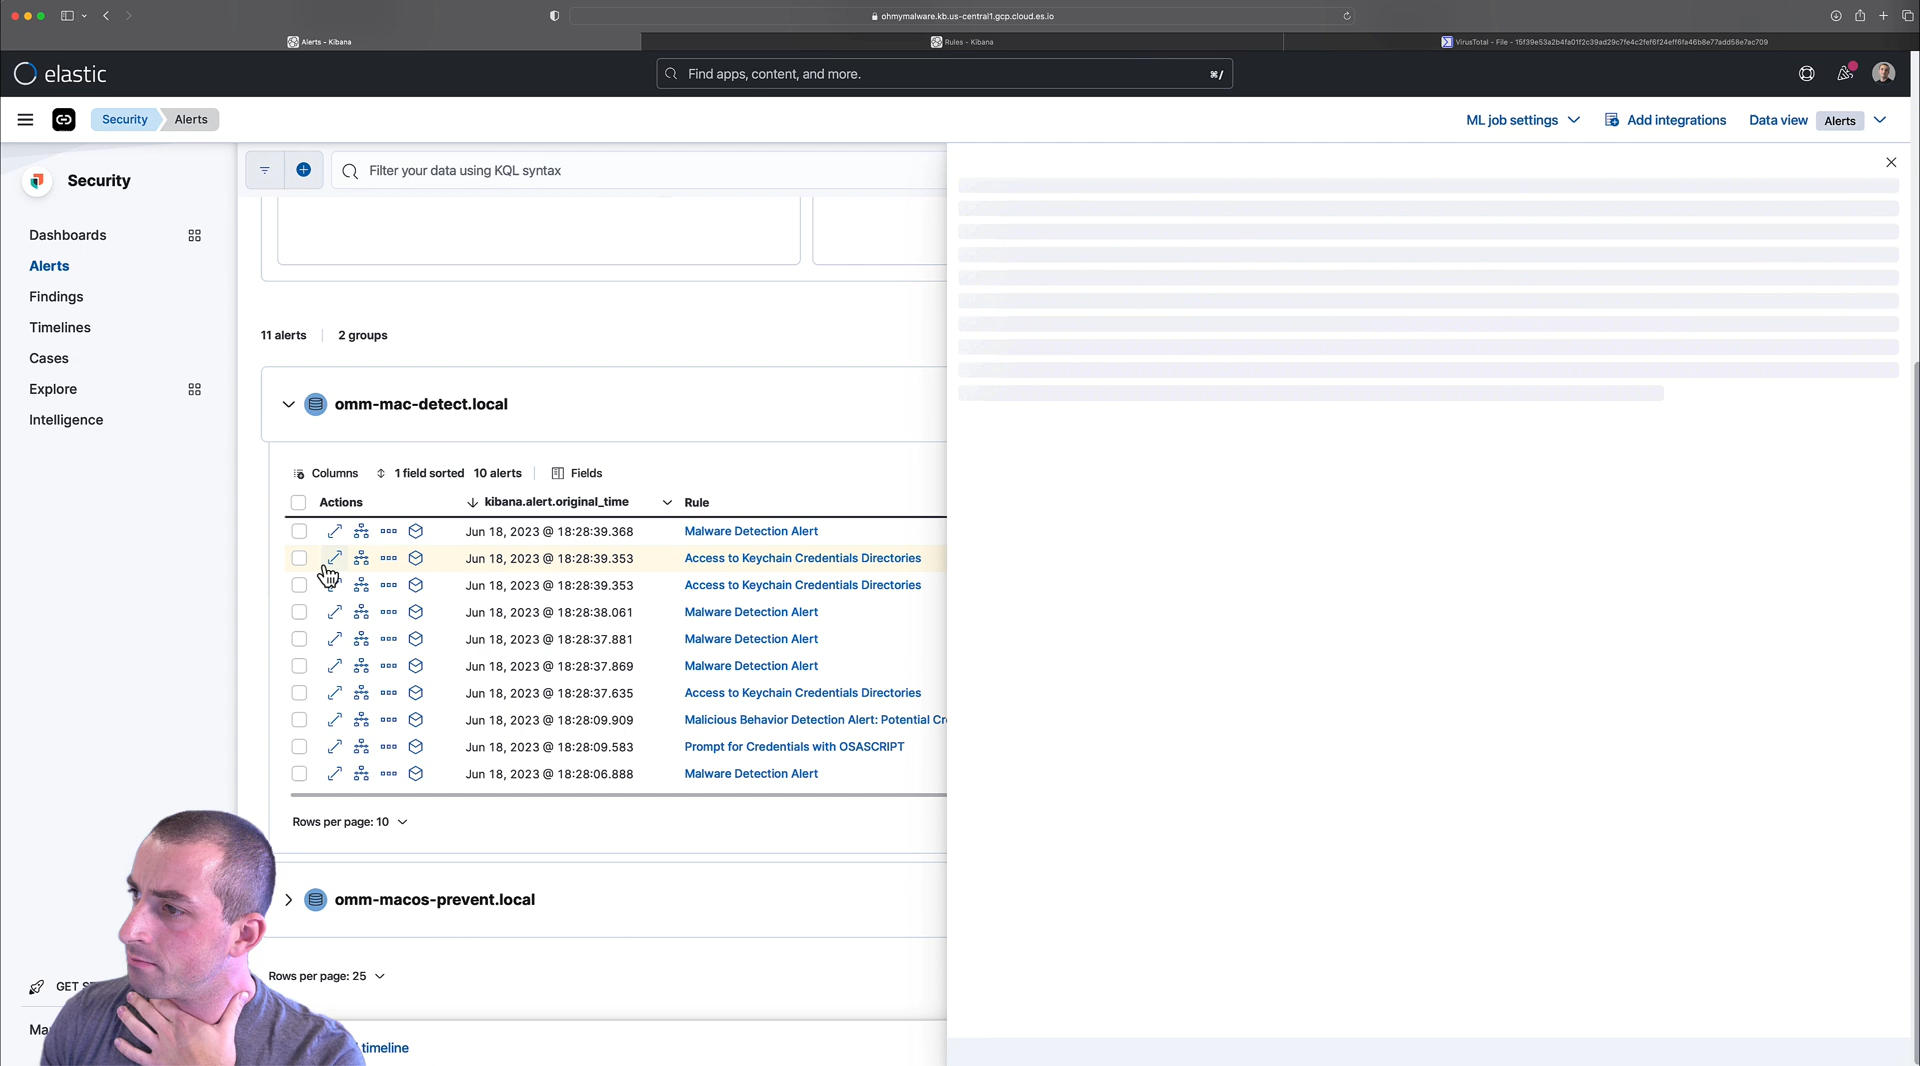 ohmymalware.kb.us-central1.gcp.cloud.es.io
Alerts - Kibana
Rules - Kibana
VirusTotal - File - 15f39e53a2b4fa01f2c39ad29c7fe4c2fef6f24eff6fa46b8e77add58e7ac709
elastic
Find apps, content, and more.
⌘/
Security
Alerts
ML job settings
Add integrations
Data view
Alerts
Security
Filter your data using KQL syntax
Dashboards
Alerts
Findings
Timelines
Cases
Explore
Intelligence
11 alerts
2 groups
omm-mac-detect.local
Columns
1 field sorted
10 alerts
Fields
Actions
kibana.alert.original_time
Rule
Jun 18, 2023 @ 18:28:39.368 Malware Detection Alert
Jun 18, 2023 @ 18:28:39.353 Access to Keychain Credentials Directories
Jun 18, 2023 @ 18:28:39.353 Access to Keychain Credentials Directories
Jun 18, 2023 @ 18:28:38.061 Malware Detection Alert
Jun 18, 2023 @ 18:28:37.881 Malware Detection Alert
Jun 18, 2023 @ 18:28:37.869 Malware Detection Alert
Jun 18, 2023 @ 18:28:37.635 Access to Keychain Credentials Directories
Jun 18, 2023 @ 18:28:09.909 Malicious Behavior Detection Alert: Potential Cr
Jun 18, 2023 @ 18:28:09.583 Prompt for Credentials with OSASCRIPT
Jun 18, 2023 @ 18:28:06.888 Malware Detection Alert
Rows per page: 10
omm-macos-prevent.local
Rows per page: 25
GET S
Ma
timeline